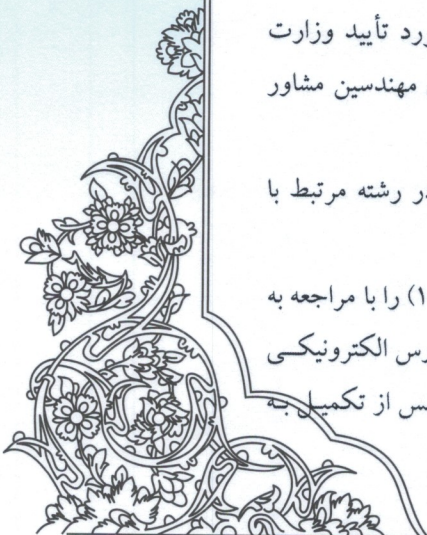 ورد تأیید وزارت
مهندسین مشاور
در رشته مرتبط با
۱) را با مراجعه به
رس الکترونیکی
پس از تکمیل به